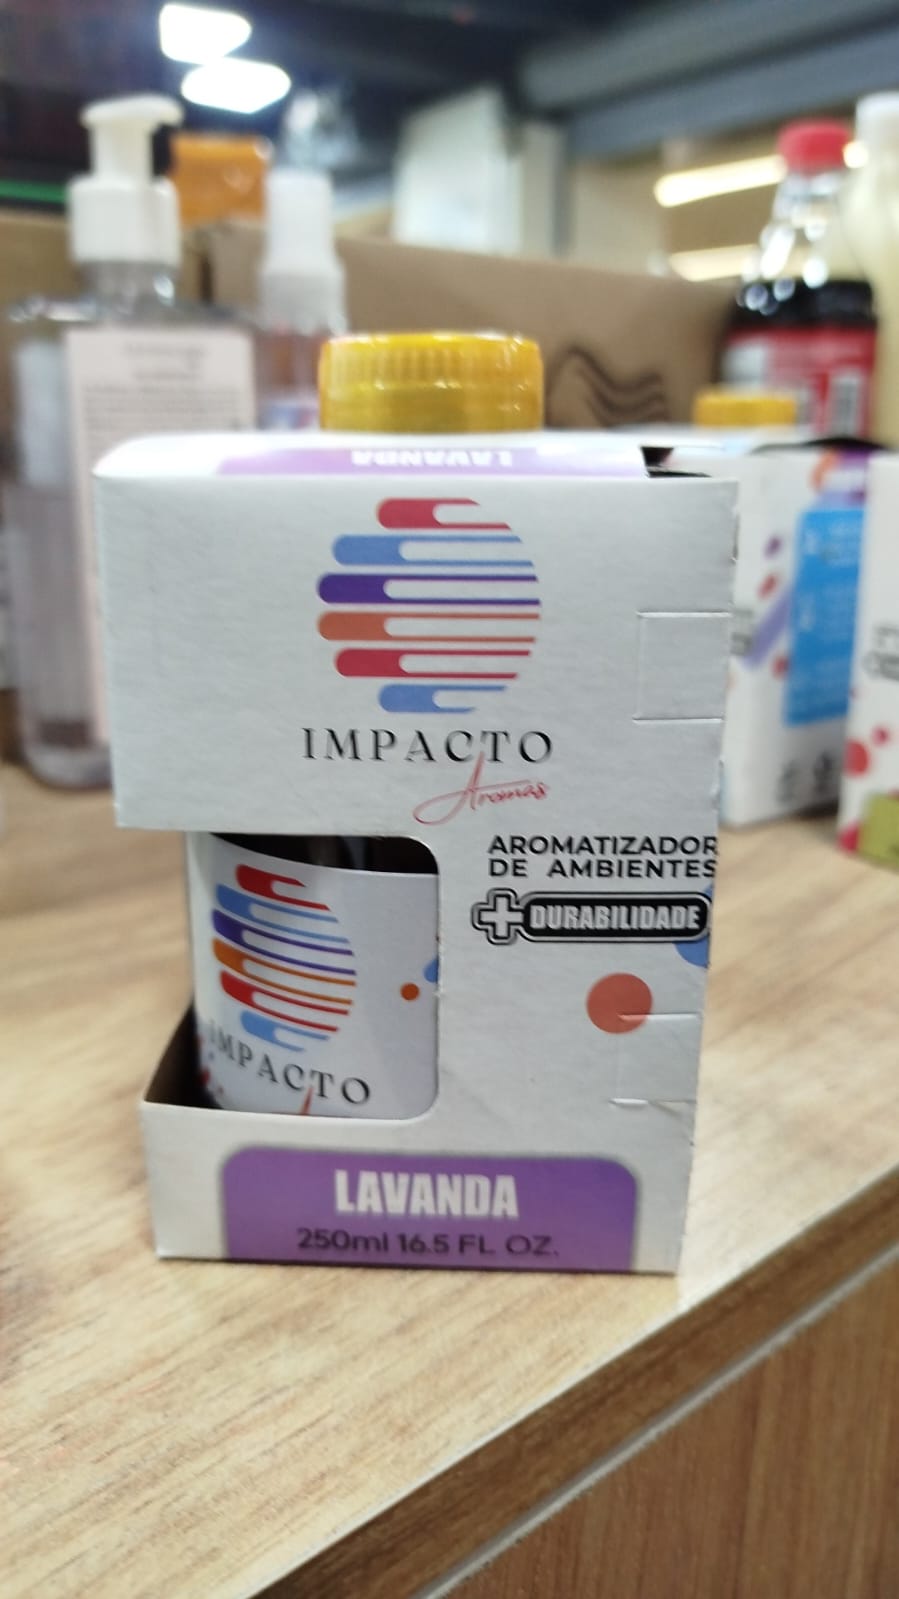 LAVANDA
IMPACTO
Aromas
AROMATIZADOR
DE AMBIENTES
+ DURABILIDADE
IMPACTO
LAVANDA
250ml 16.5 FL OZ.